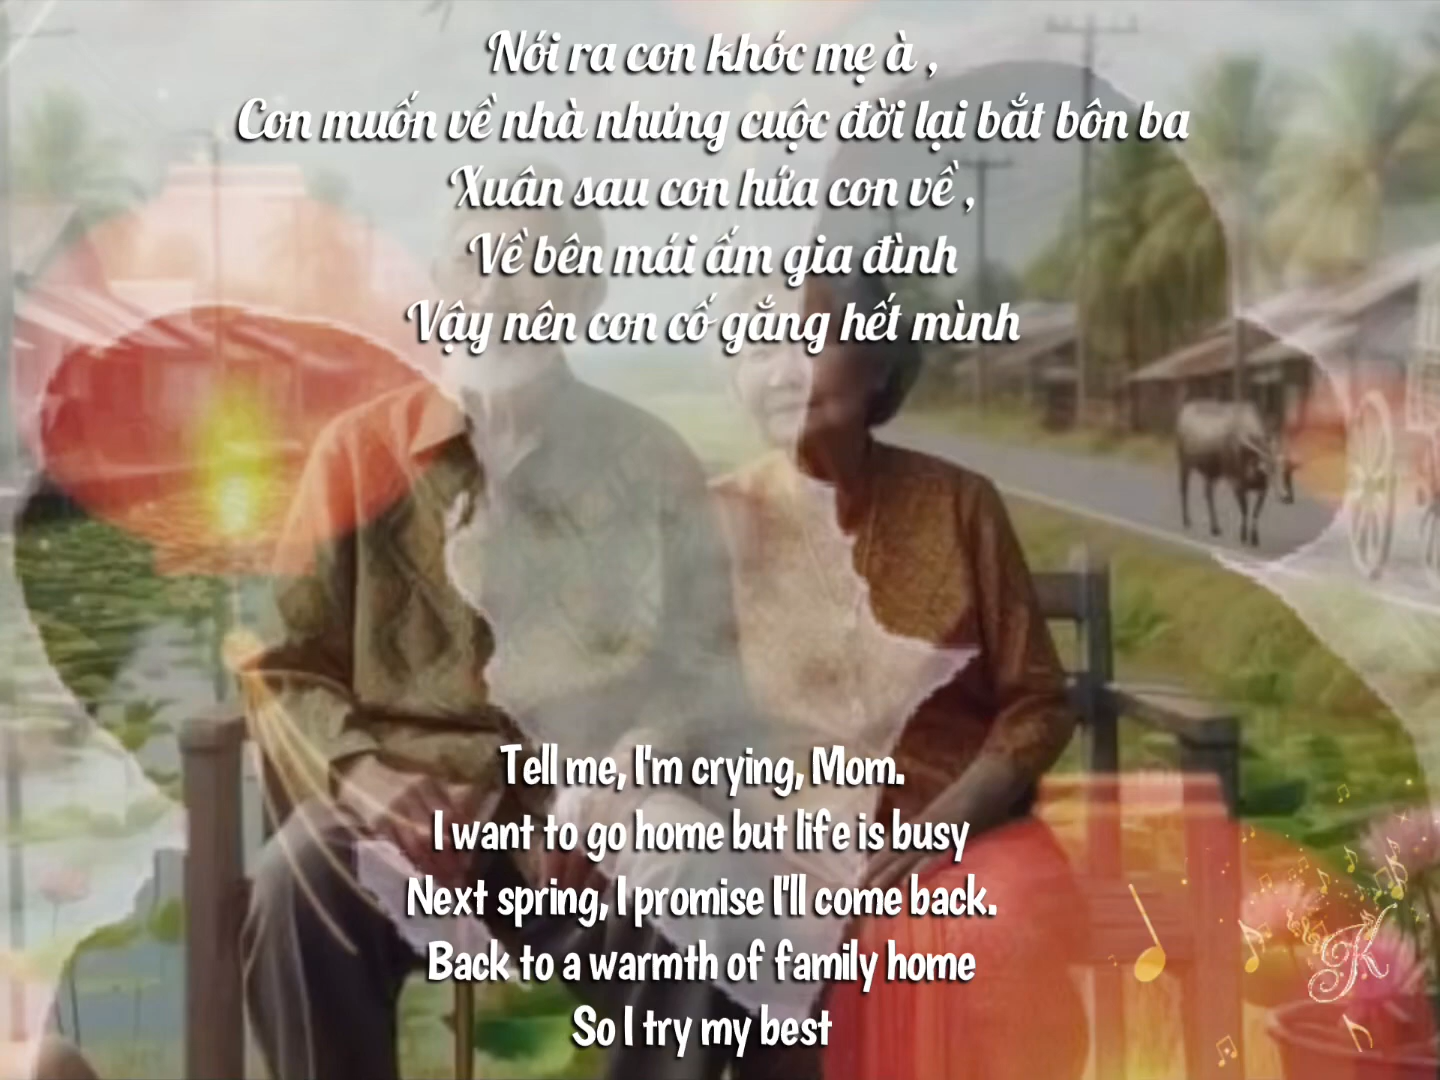 Nói ra con khóc mẹ à ,
Con muốn về nhà nhưng cuộc đời lại bắt bôn ba
Xuân sau con hứa con về ,
Về bên mái ấm gia đình
Vậy nên con cố gắng hết mình
Tell me, I'm crying, Mom.
I want to go home but life is busy
Next spring, I promise I'll come back.
Back to a warmth of family home
So I try my best
K